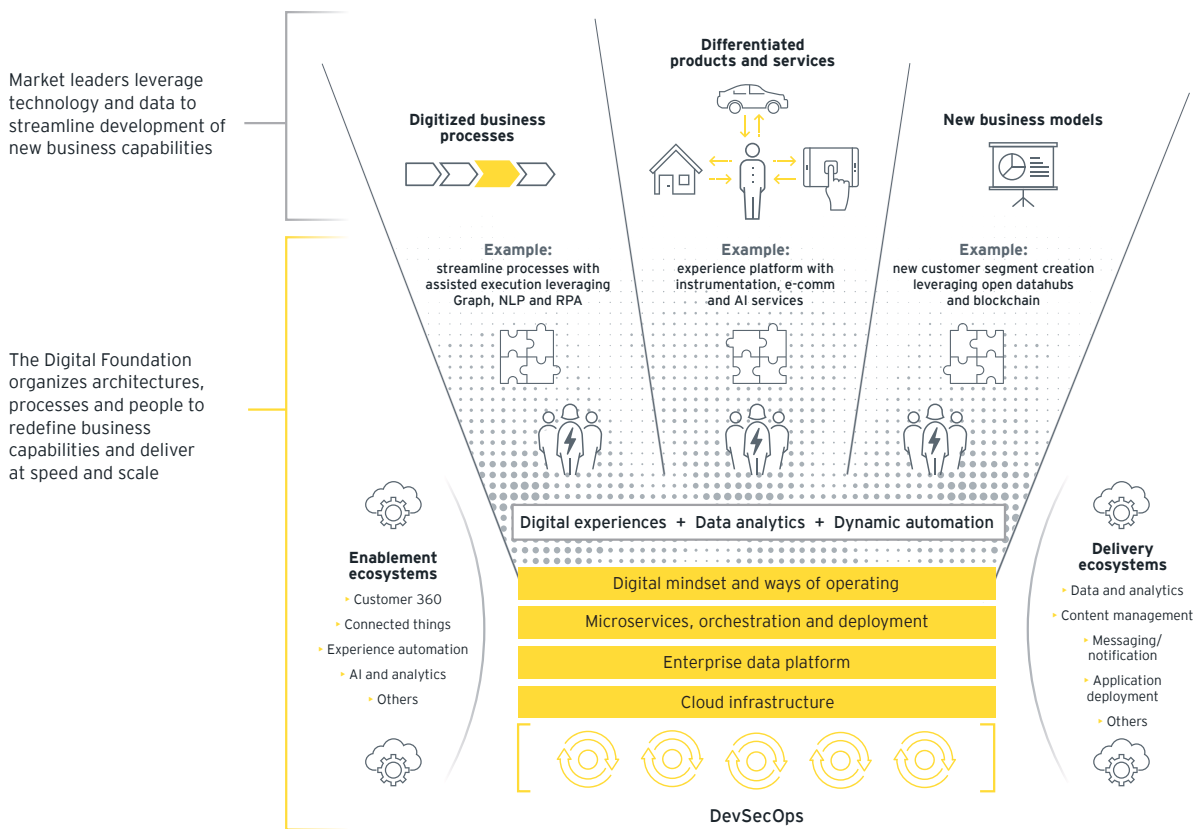 Market leaders leverage
technology and data to
streamline development of
new business capabilities
Digitized business
processes
Differentiated
products and services
New business models
Example:
streamline processes with
assisted execution leveraging
Graph, NLP and RPA
Example:
experience platform with
instrumentation, e-comm
and AI services
Example:
new customer segment creation
leveraging open datahubs
and blockchain
The Digital Foundation
organizes architectures,
processes and people to
redefine business
capabilities and deliver
at speed and scale
Digital experiences + Data analytics + Dynamic automation
Enablement
ecosystems
Customer 360
Connected things
Experience automation
AI and analytics
Others
Digital mindset and ways of operating
Microservices, orchestration and deployment
Enterprise data platform
Cloud infrastructure
DevSecOps
Delivery
ecosystems
Data and analytics
Content management
Messaging/
notification
Application
deployment
Others